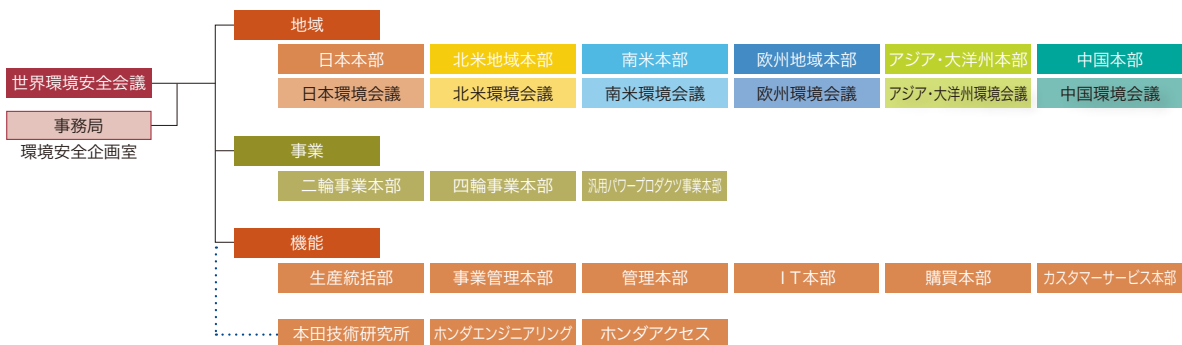 世界環境安全会議
事務局
環境安全企画室
地域
日本本部
北米地域本部
南米本部
欧州地域本部
アジア・大洋州本部
中国本部
日本環境会議
北米環境会議
南米環境会議
欧州環境会議
アジア・大洋州環境会議
中国環境会議
事業
二輪事業本部
四輪事業本部
汎用パワープロダクツ事業本部
機能
生産統括部
事業管理本部
管理本部
IT本部
購買本部
カスタマーサービス本部
本田技術研究所
ホンダエンジニアリング
ホンダアクセス